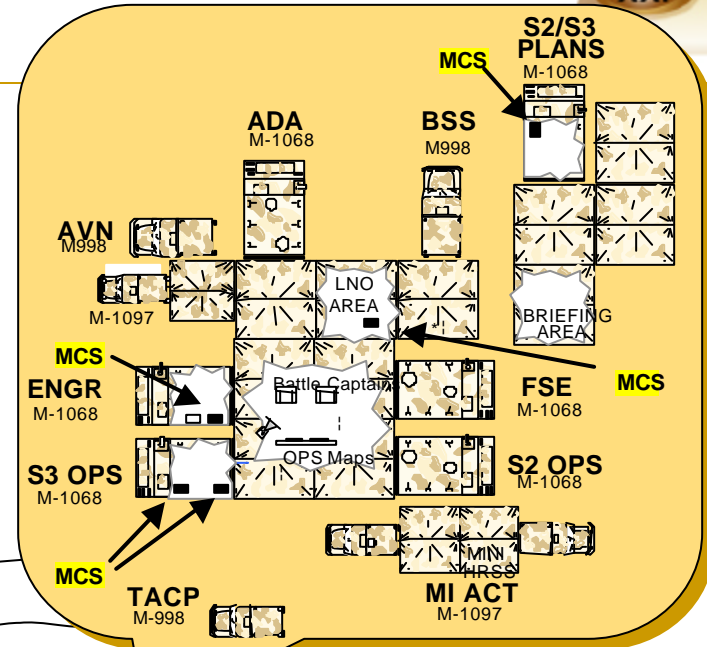 S2/S3
PLANS
M-1068
MCS
ADA
M-1068
BSS
M998
AVN
M998
M-1097
LNO
AREA
BRIEFING
AREA
MCS
MCS
ENGR
M-1068
Battle Captains
FSE
M-1068
OPS Maps
S3 OPS
M-1068
S2 OPS
M-1068
MCS
MINI
HRSS
MI ACT
M-1097
TACP
M-998